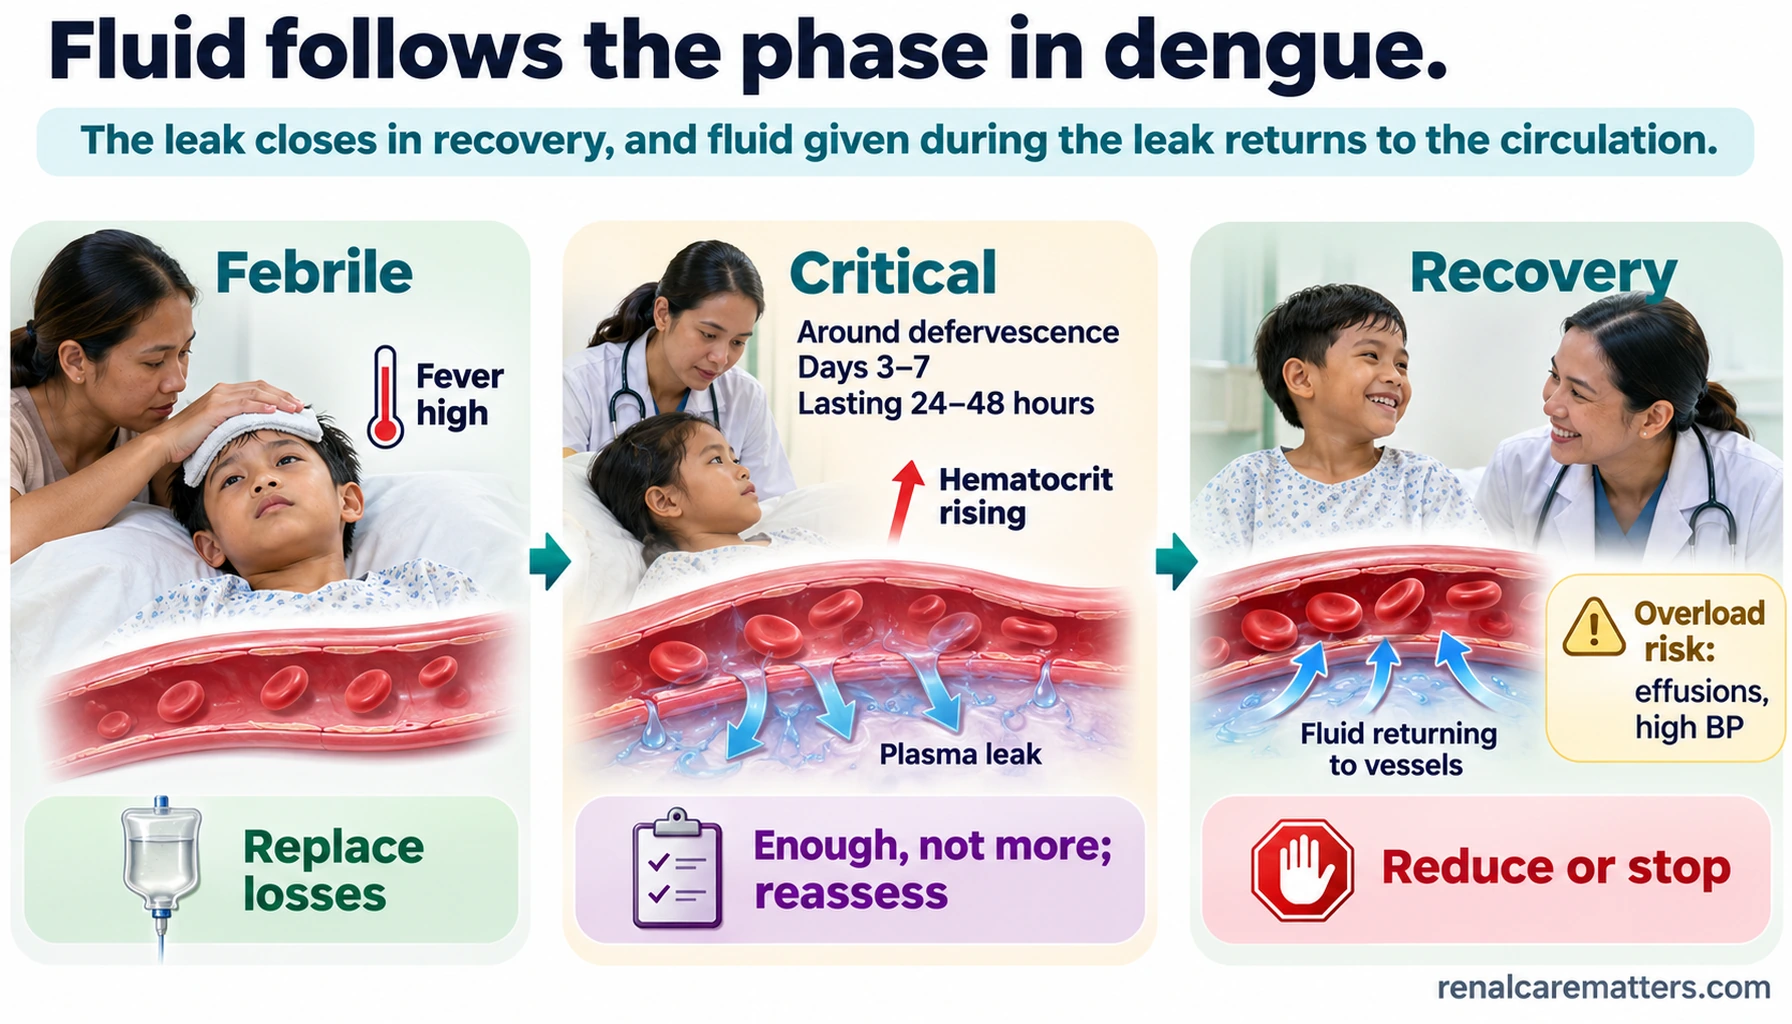 Fluid follows the phase in dengue.
The leak closes in recovery, and fluid given during the leak returns to the circulation.
Febrile
Fever
high
Replace
losses
Critical
Around defervescence
Days 3–7
Lasting 24–48 hours
Hematocrit
rising
Plasma leak
Enough, not more;
reassess
Recovery
Overload
risk:
effusions,
high BP
Fluid returning
to vessels
Reduce or stop
renalcarematters.com